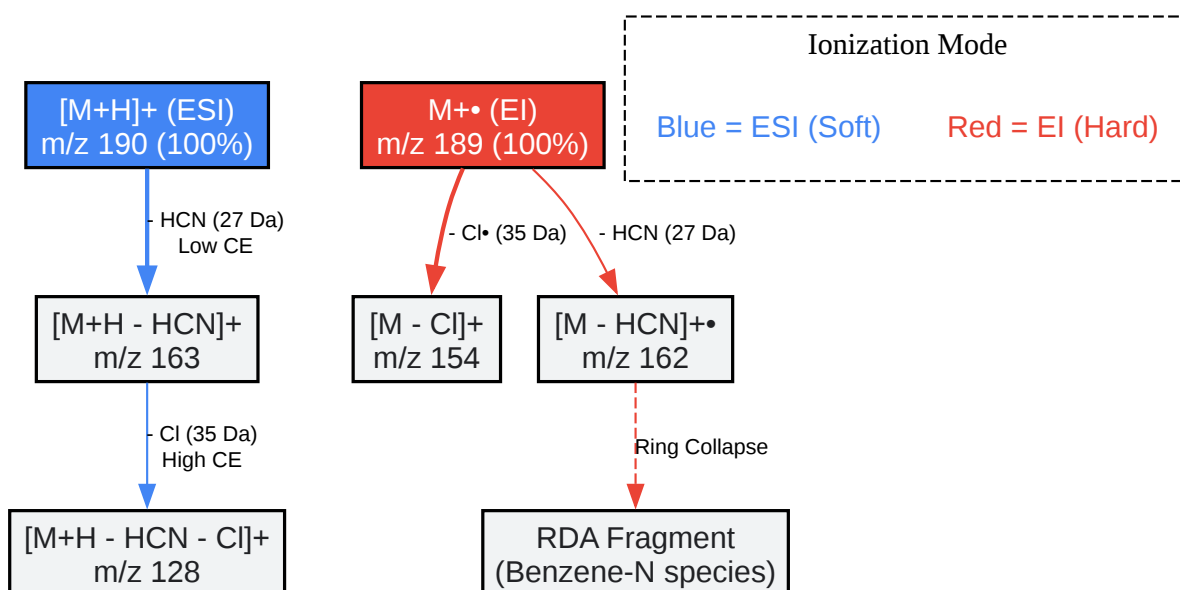 Ionization Mode
Blue = ESI (Soft)
Red = EI (Hard)
[M+H]+ (ESI)
m/z 190 (100%)
M+• (EI)
m/z 189 (100%)
- HCN (27 Da)
Low CE
- Cl• (35 Da)
- HCN (27 Da)
[M+H - HCN]+
m/z 163
[M - Cl]+
m/z 154
[M - HCN]+•
m/z 162
- Cl (35 Da)
High CE
Ring Collapse
[M+H - HCN - Cl]+
m/z 128
RDA Fragment
(Benzene-N species)